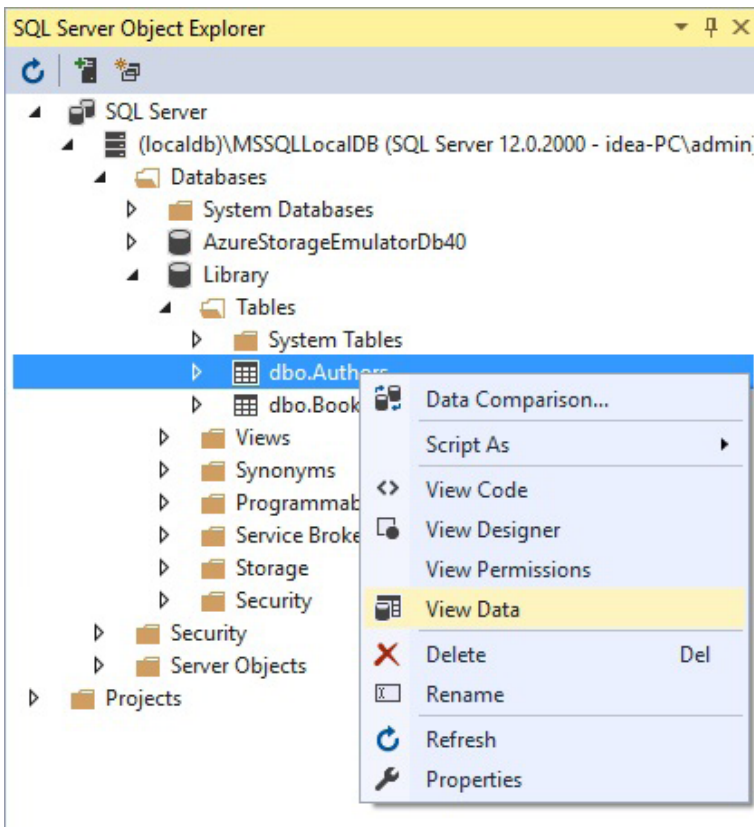 SQL Server Object Explorer
SQL Server
(localdb)\MSSQLLocalDB (SQL Server 12.0.2000 - idea-PC\admin)
Databases
System Databases
AzureStorageEmulatorDb40
Library
Tables
System Tables
dbo.Authors
dbo.Book
Views
Synonyms
Programmab
Service Broke
Storage
Security
Security
Server Objects
Projects
Data Comparison...
Script As
View Code
View Designer
View Permissions
View Data
Delete Del
Rename
Refresh
Properties